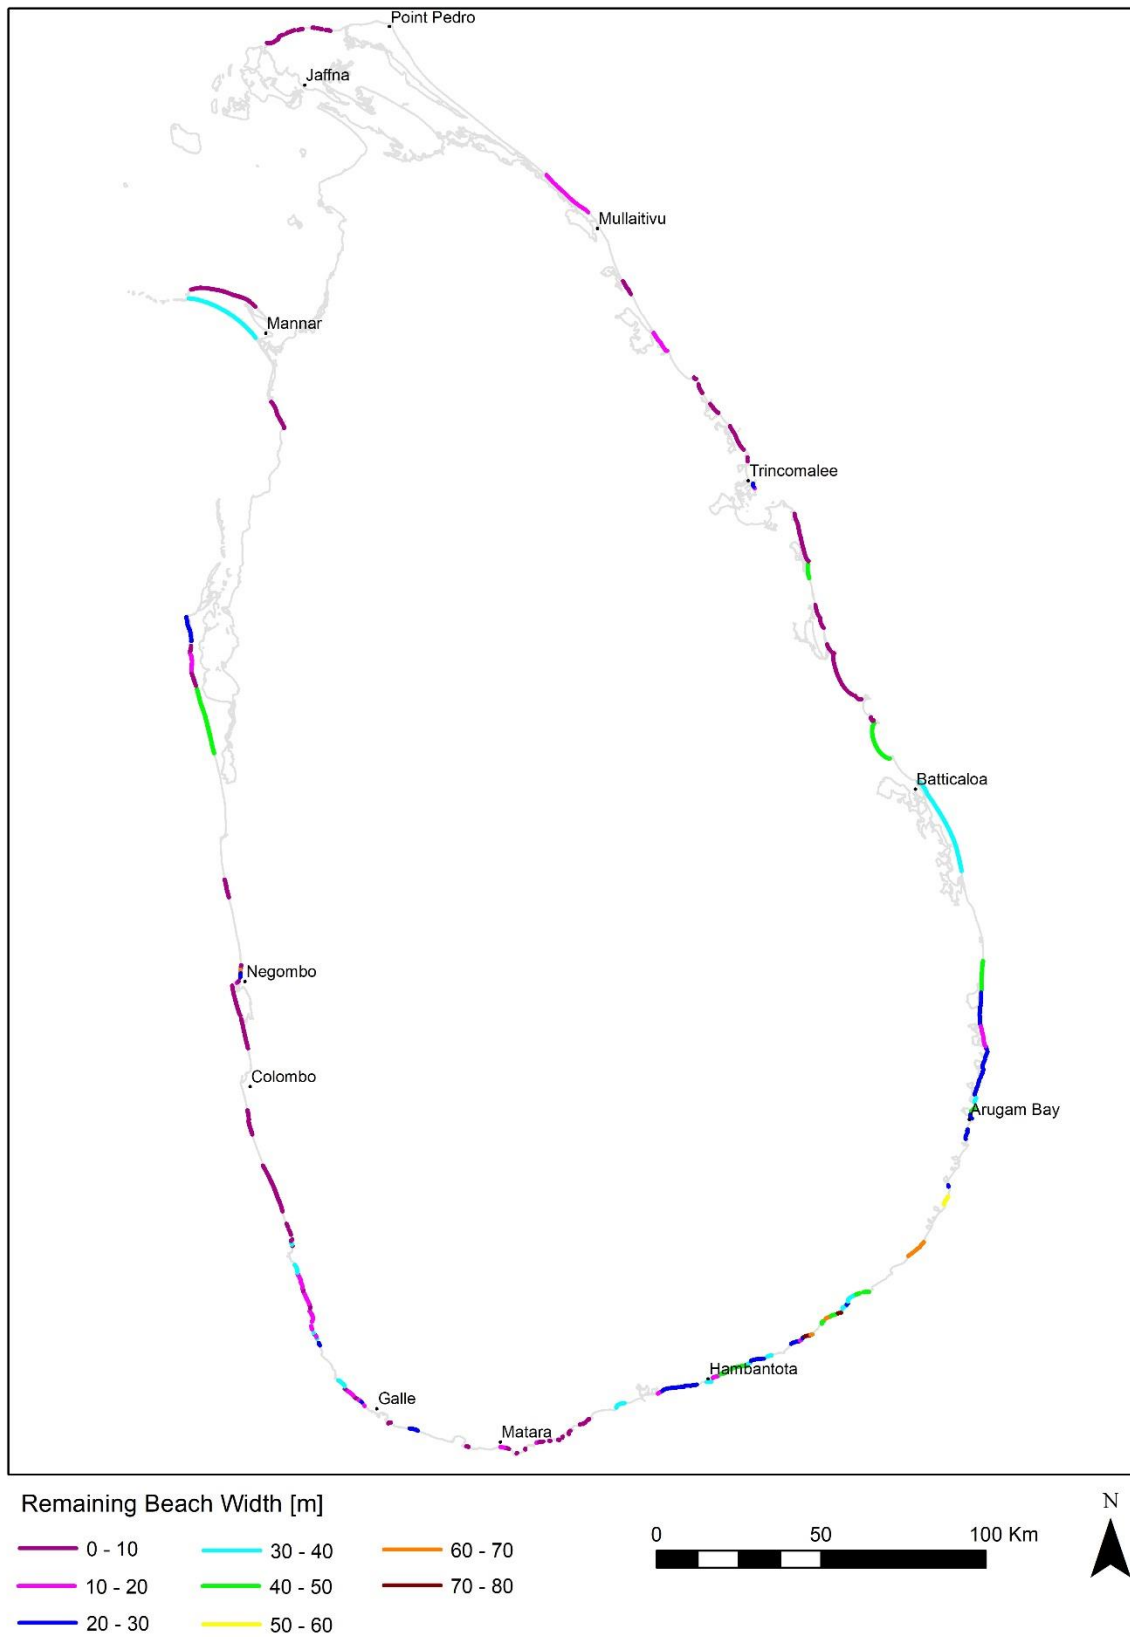 Point Pedro
Jaffna
Mullaitivu
Mannar
Trincomalee
Batticaloa
Negombo
Colombo
Arugam Bay
Hambantota
Galle
Matara
Remaining Beach Width [m]
0 - 10
30 - 40
60 - 70
10 - 20
40 - 50
70 - 80
20 - 30
50 - 60
0 50 100 Km
N